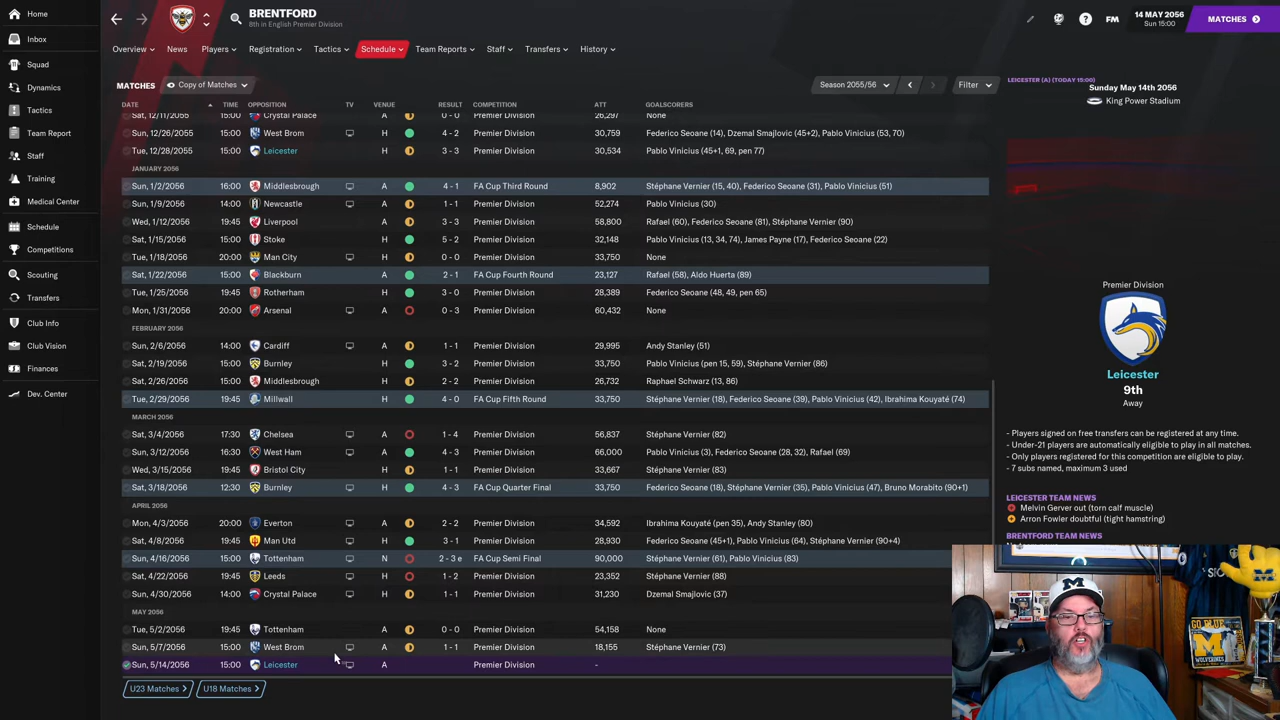 Home
Inbox
Squad
Dynamics
Tactics
Team Report
Staff
Training
Medical Center
Schedule
Competitions
Scouting
Transfers
Club Info
Club Vision
Finances
Dev. Center
BRENTFORD
8th in English Premier Division
FM
14 MAY 2056
Sun 15:00
MATCHES
Overview News Players Registration Tactics Schedule Team Reports Staff Transfers History
MATCHES Copy of Matches Season 2055/56 Filter
DATE TIME OPPOSITION TV VENUE RESULT COMPETITION ATT GOALSCORERS
Sat, 12/11/2055 15:00 Crystal Palace A 0 - 0 Premier Division 26,297 None
Sun, 12/26/2055 15:00 West Brom H 4 - 2 Premier Division 30,759 Federico Seoane (14), Dzemal Smajlovic (45+2), Pablo Vinicius (53, 70)
Tue, 12/28/2055 15:00 Leicester H 3 - 3 Premier Division 30,534 Pablo Vinicius (45+1, 69, pen 77)
JANUARY 2056
Sun, 1/2/2056 16:00 Middlesbrough A 4 - 1 FA Cup Third Round 8,902 Stéphane Vernier (15, 40), Federico Seoane (31), Pablo Vinicius (51)
Sun, 1/9/2056 14:00 Newcastle A 1 - 1 Premier Division 52,274 Pablo Vinicius (30)
Wed, 1/12/2056 19:45 Liverpool A 3 - 3 Premier Division 58,800 Rafael (60), Federico Seoane (81), Stéphane Vernier (90)
Sat, 1/15/2056 15:00 Stoke H 5 - 2 Premier Division 32,148 Pablo Vinicius (13, 34, 74), James Payne (17), Federico Seoane (22)
Tue, 1/18/2056 20:00 Man City H 0 - 0 Premier Division 33,750 None
Sat, 1/22/2056 15:00 Blackburn A 2 - 1 FA Cup Fourth Round 23,127 Rafael (58), Aldo Huerta (89)
Tue, 1/25/2056 19:45 Rotherham H 3 - 0 Premier Division 28,389 Federico Seoane (48, 49, pen 65)
Mon, 1/31/2056 20:00 Arsenal A 0 - 3 Premier Division 60,432 None
FEBRUARY 2056
Sun, 2/6/2056 14:00 Cardiff A 1 - 1 Premier Division 29,995 Andy Stanley (51)
Sat, 2/19/2056 15:00 Burnley H 3 - 2 Premier Division 33,750 Pablo Vinicius (pen 15, 59), Stéphane Vernier (86)
Sat, 2/26/2056 15:00 Middlesbrough H 2 - 2 Premier Division 26,732 Raphael Schwarz (13, 86)
Tue, 2/29/2056 19:45 Millwall H 4 - 0 FA Cup Fifth Round 33,750 Stéphane Vernier (18), Federico Seoane (39), Pablo Vinicius (42), Ibrahima Kouyaté (74)
MARCH 2056
Sat, 3/4/2056 17:30 Chelsea A 1 - 4 Premier Division 56,837 Stéphane Vernier (82)
Sun, 3/12/2056 16:30 West Ham A 4 - 3 Premier Division 66,000 Pablo Vinicius (3), Federico Seoane (28, 32), Rafael (69)
Wed, 3/15/2056 19:45 Bristol City H 1 - 1 Premier Division 33,667 Stéphane Vernier (83)
Sat, 3/18/2056 12:30 Burnley H 4 - 3 FA Cup Quarter Final 33,750 Federico Seoane (18), Stéphane Vernier (35), Pablo Vinicius (47), Bruno Morabito (90+1)
APRIL 2056
Mon, 4/3/2056 20:00 Everton A 2 - 2 Premier Division 34,592 Ibrahima Kouyaté (pen 35), Andy Stanley (80)
Sat, 4/8/2056 19:45 Man Utd H 3 - 1 Premier Division 28,930 Federico Seoane (45+1), Pablo Vinicius (64), Stéphane Vernier (90+4)
Sun, 4/16/2056 15:00 Tottenham N 2 - 3 e FA Cup Semi Final 90,000 Stéphane Vernier (61), Pablo Vinicius (83)
Sat, 4/22/2056 19:45 Leeds H 1 - 2 Premier Division 23,352 Stéphane Vernier (88)
Sun, 4/30/2056 14:00 Crystal Palace H 1 - 1 Premier Division 31,230 Dzemal Smajlovic (37)
MAY 2056
Tue, 5/2/2056 19:45 Tottenham A 0 - 0 Premier Division 54,158 None
Sun, 5/7/2056 15:00 West Brom A 1 - 1 Premier Division 18,155 Stéphane Vernier (73)
Sun, 5/14/2056 15:00 Leicester A Premier Division -
U23 Matches U18 Matches
LEICESTER (A) (TODAY 15:00)
Sunday May 14th 2056
King Power Stadium
Premier Division
Leicester
9th
Away
- Players signed on free transfers can be registered at any time.
- Under-21 players are automatically eligible to play in all matches.
- Only players registered for this competition are eligible to play.
- 7 subs named, maximum 3 used
LEICESTER TEAM NEWS
Melvin Gerver out (torn calf muscle)
Arron Fowler doubtful (tight hamstring)
BRENTFORD TEAM NEWS
M
GO BLUE
WOLVERINES